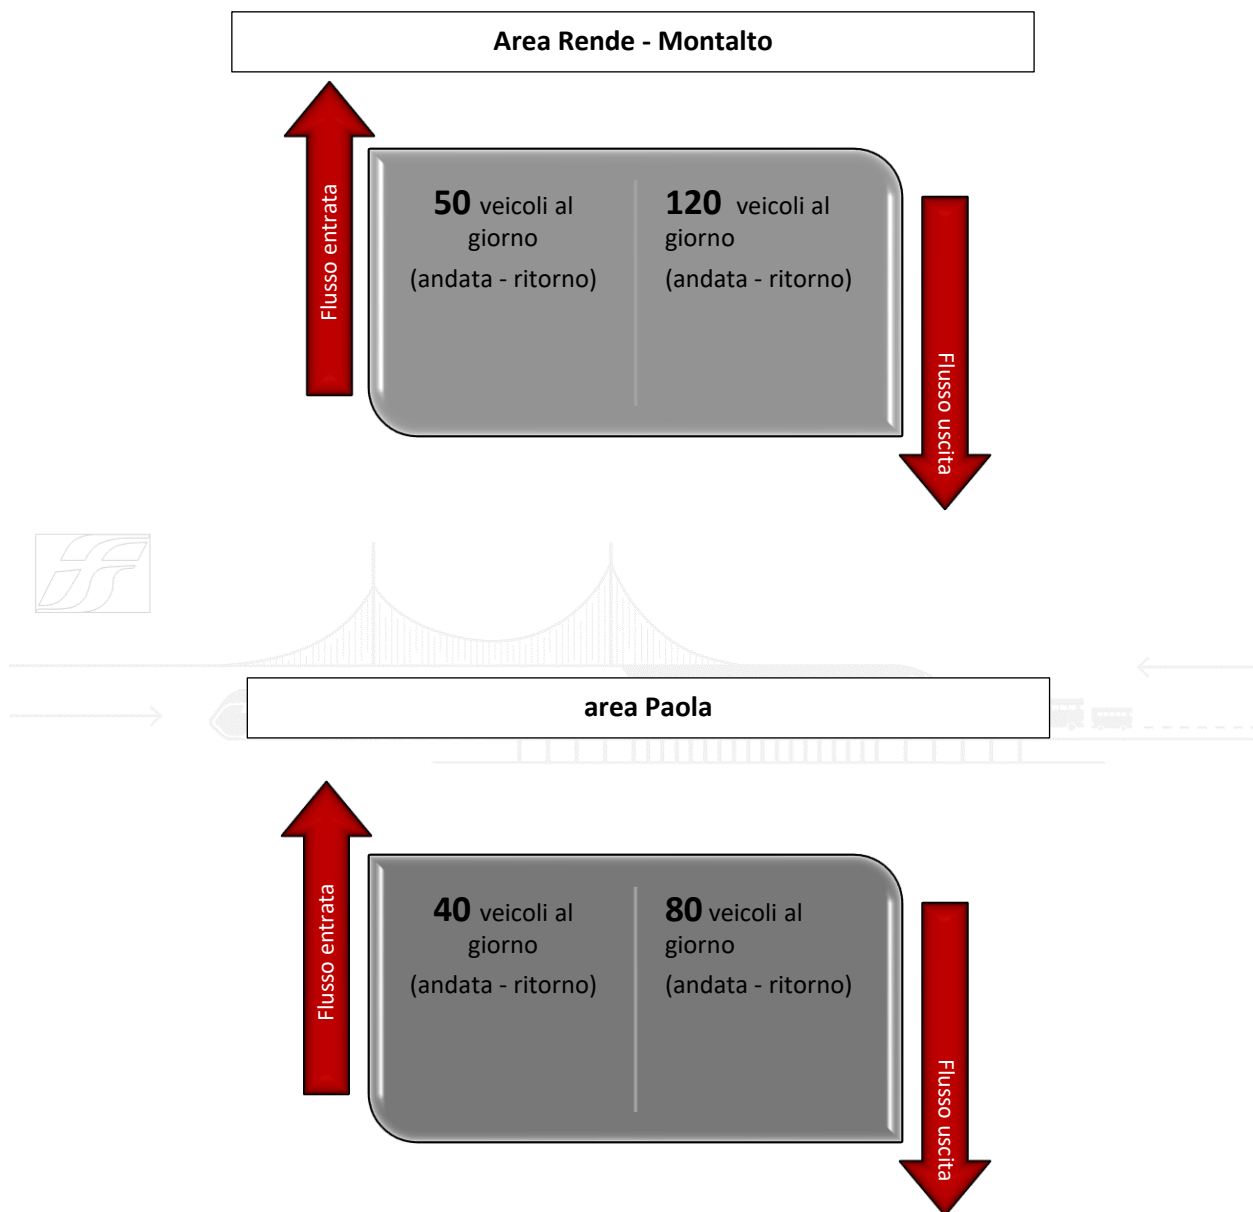 Area Rende - Montalto
Flusso entrata
50 veicoli al
giorno
(andata - ritorno)
120 veicoli al
giorno
(andata - ritorno)
Flusso uscita
area Paola
Flusso entrata
40 veicoli al
giorno
(andata - ritorno)
80 veicoli al
giorno
(andata - ritorno)
Flusso uscita